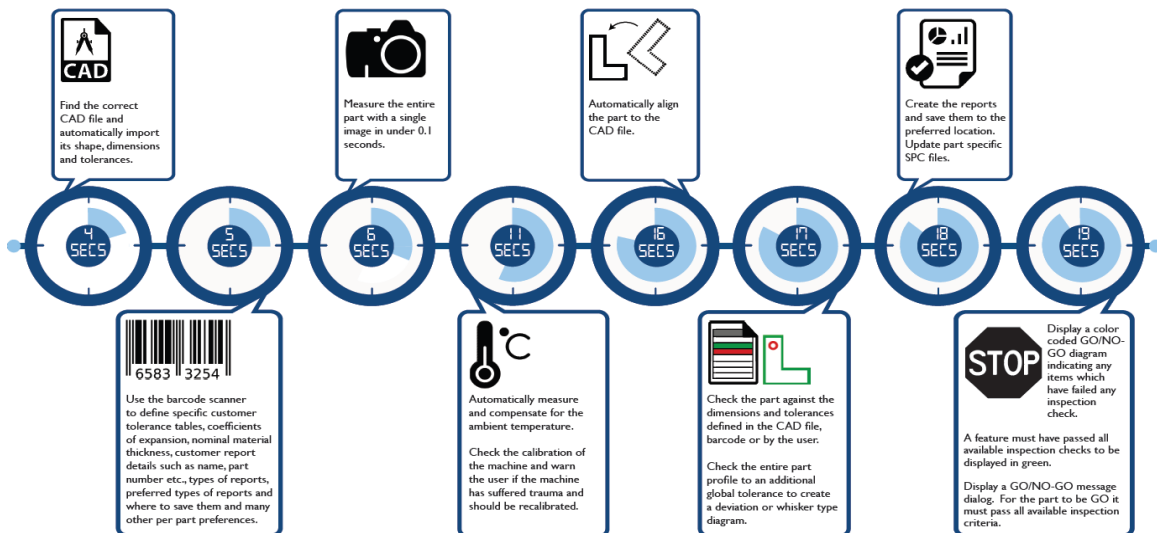 CAD
Find the correct
CAD file and
automatically import
its shape, dimensions
and tolerances.
4
SECS
6583 3254
Use the barcode scanner
to define specific customer
tolerance tables, coefficients
of expansion, nominal material
thickness, customer report
details such as name, part
number etc., types of reports,
preferred types of reports and
where to save them and many
other per part preferences.
5
SECS
Measure the entire
part with a single
image in under 0.1
seconds.
6
SECS
°C
Automatically measure
and compensate for the
ambient temperature.
Check the calibration of
the machine and warn
the user if the machine
has suffered trauma and
should be recalibrated.
11
SECS
Automatically align
the part to the
CAD file.
16
SECS
Check the part against the
dimensions and tolerances
defined in the CAD file,
barcode or by the user.
Check the entire part
profile to an additional
global tolerance to create
a deviation or whisker type
diagram.
17
SECS
Create the reports
and save them to the
preferred location.
Update part specific
SPC files.
18
SECS
STOP
Display a color
coded GO/NO-
GO diagram
indicating any
items which
have failed any
inspection
check.
A feature must have passed all
available inspection checks to be
displayed in green.
Display a GO/NO-GO message
dialog. For the part to be GO it
must pass all available inspection
criteria.
19
SECS